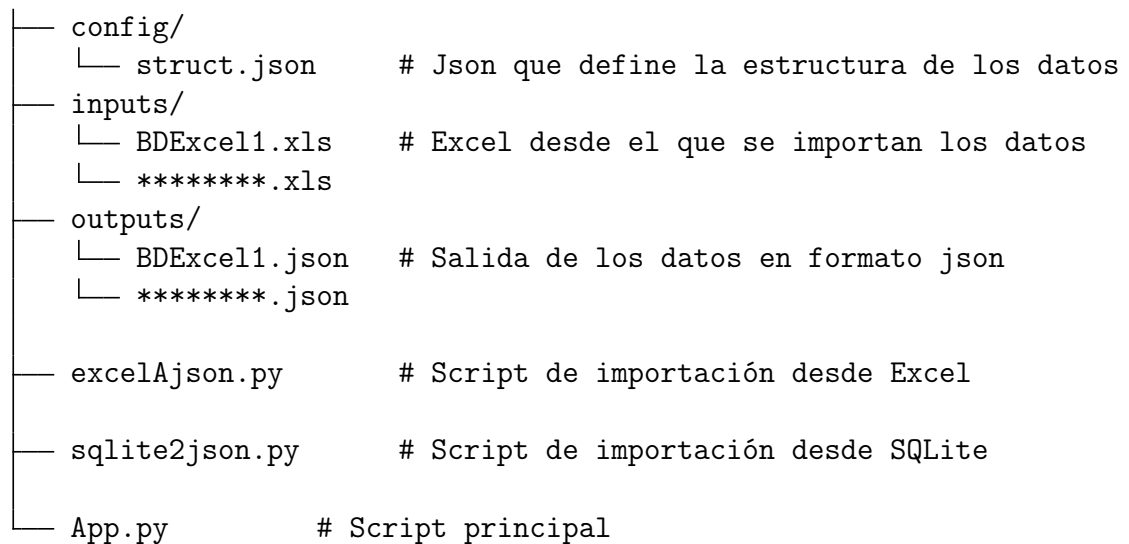 ├── config/
│   └── struct.json     # Json que define la estructura de los datos
├── inputs/
│   └── BDExcel1.xls    # Excel desde el que se importan los datos
│   └── ********.xls
├── outputs/
│   └── BDExcel1.json   # Salida de los datos en formato json
│   └── ********.json
├── excelAjson.py       # Script de importación desde Excel
├── sqlite2json.py      # Script de importación desde SQLite
└── App.py         # Script principal